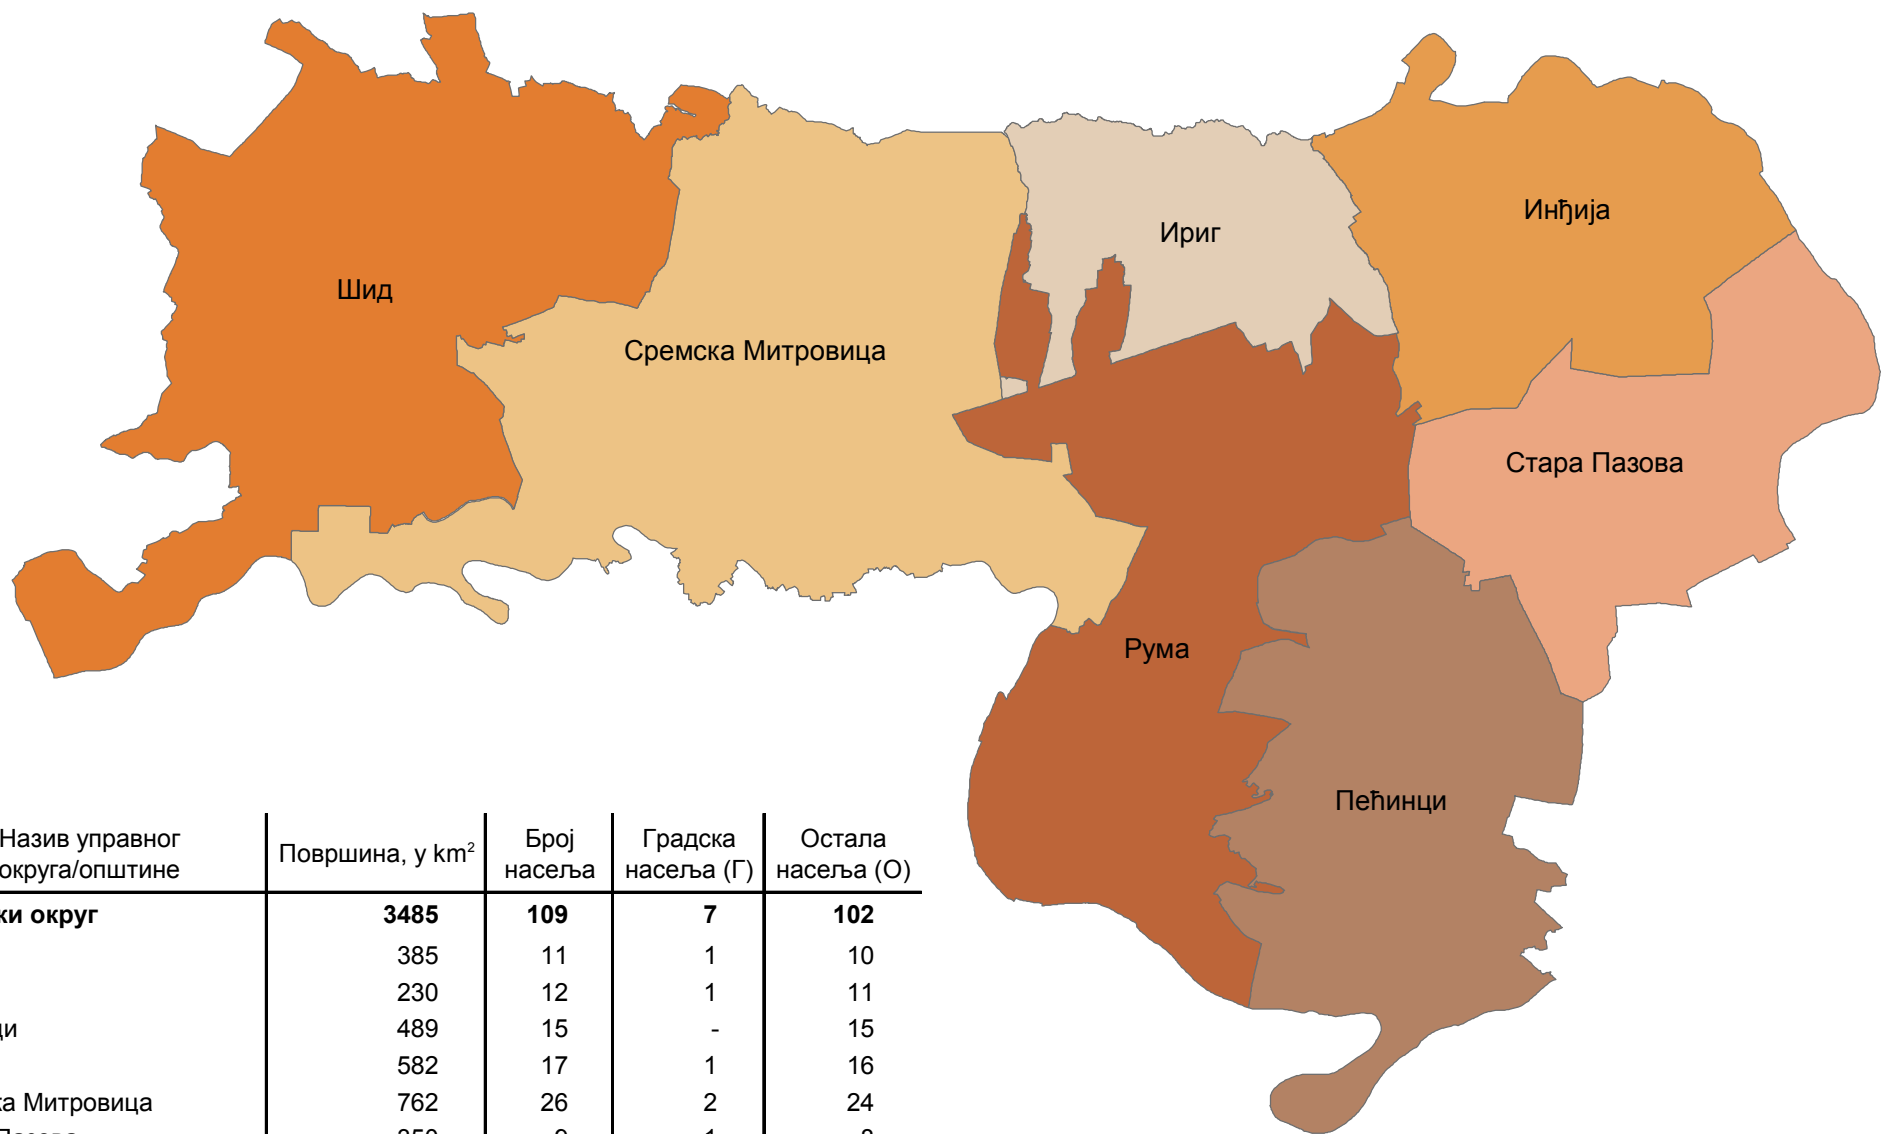 Инђија
Ириг
Шид
Сремска Митровица
Стара Пазова
Рума
Пећинци
Назив управног округа/општине Површина, у km² Број насеља Градска насеља (Г) Остала насеља (О)
ки округ 3485 109 7 102
385 11 1 10
230 12 1 11
ци 489 15 - 15
582 17 1 16
ка Митровица 762 26 2 24